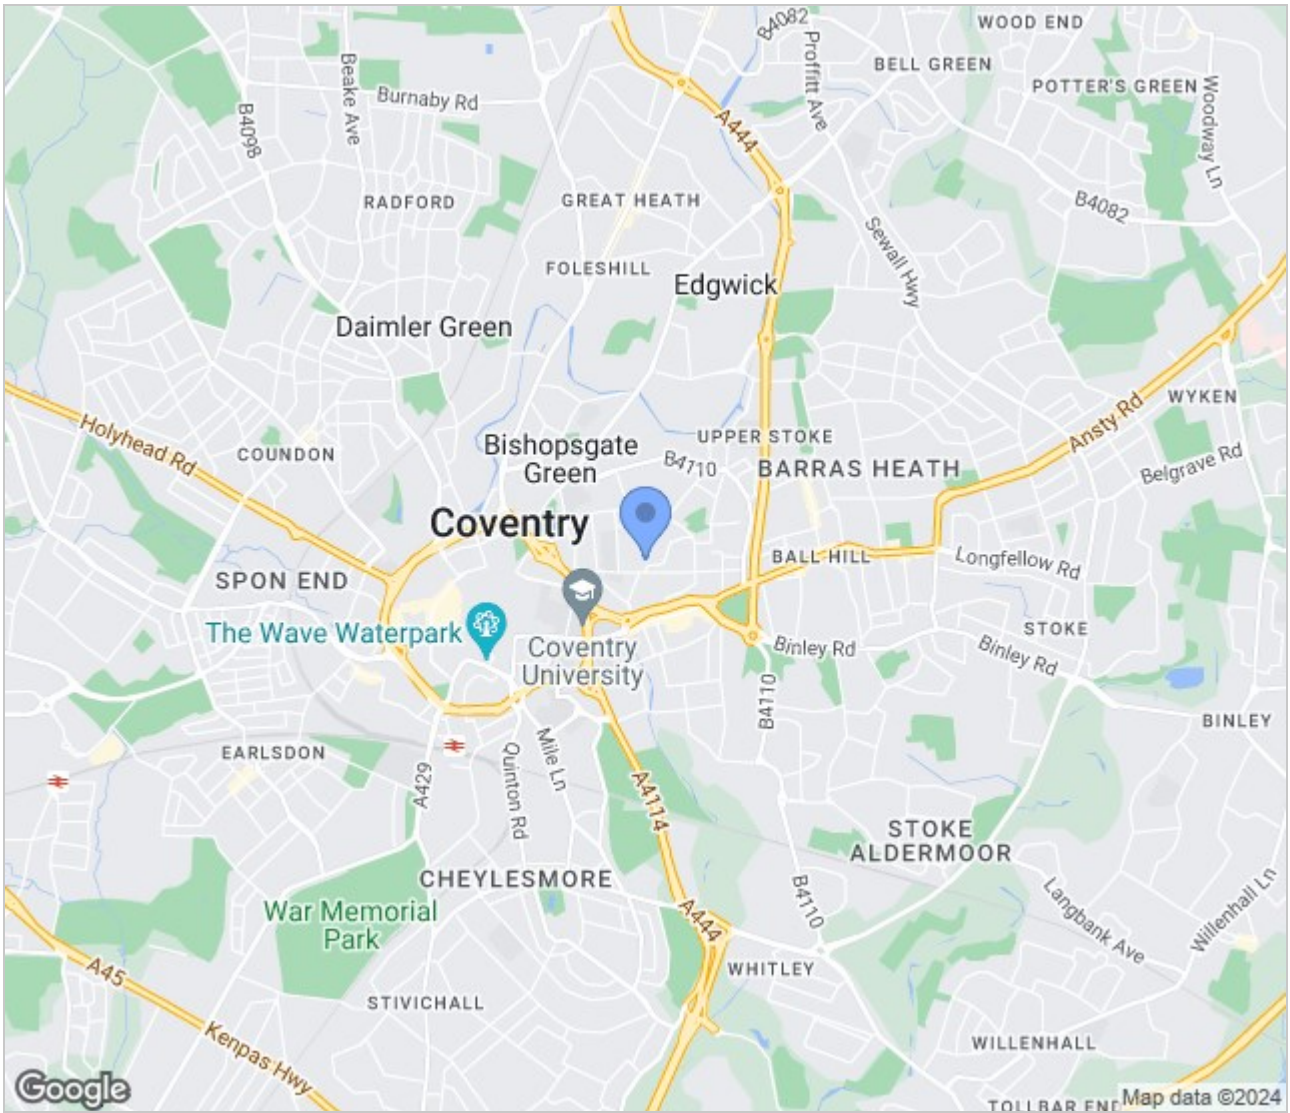 B4082
WOOD END
Proffitt Ave
BELL GREEN
POTTER'S GREEN
Woodway Ln
Beake Ave
Burnaby Rd
B4098
A444
RADFORD
GREAT HEATH
B4082
Sewall Hwy
FOLESHILL
Edgwick
Daimler Green
WYKEN
Ansty Rd
Holyhead Rd
COUNDON
Bishopsgate
Green
UPPER STOKE
B4110
BARRAS HEATH
Belgrave Rd
Coventry
BALL HILL
Longfellow Rd
SPON END
The Wave Waterpark
Coventry
University
Binley Rd
STOKE
Binley Rd
B4110
BINLEY
EARLSDON
A429
Quinton Rd
Mile Ln
A4114
STOKE
ALDERMOOR
CHEYLESMORE
War Memorial
Park
A444
B4110
Langbank Ave
Willenhall Ln
WHITLEY
A45
Kenpas Hwy
STIVICHALL
WILLENHALL
TOLLBAR END
Google
Map data ©2024